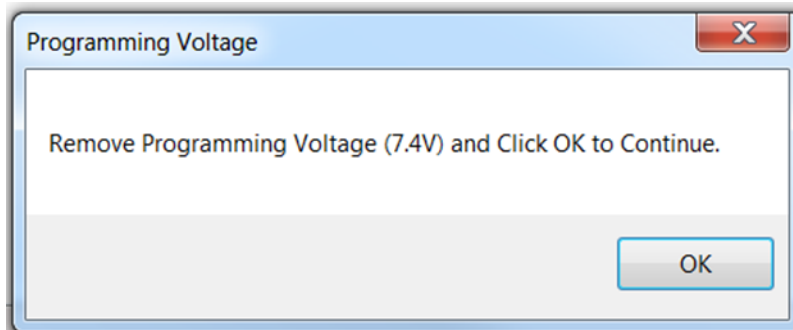 Programming Voltage
Remove Programming Voltage (7.4V) and Click OK to Continue.
OK